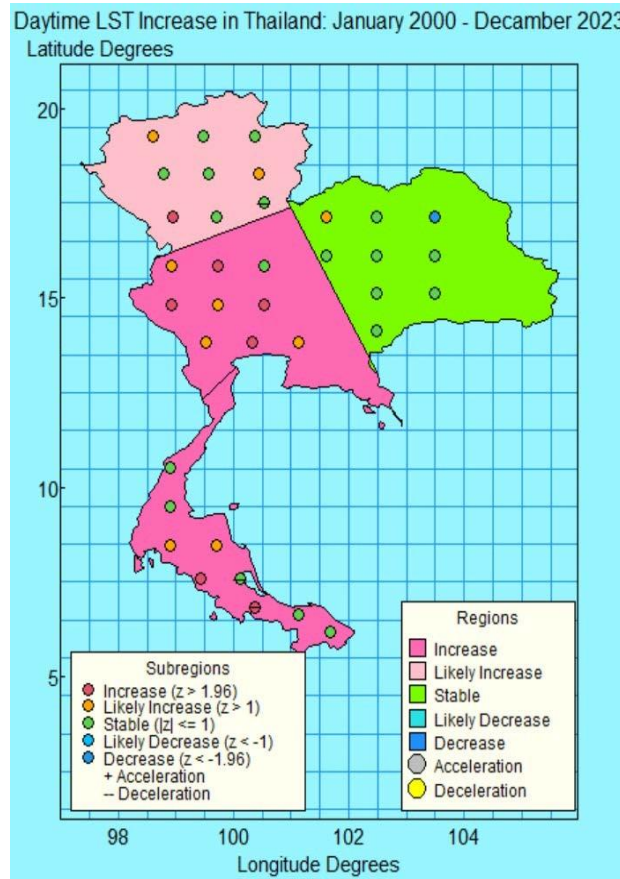 Daytime LST Increase in Thailand: January 2000 - Decamber 2023
Latitude Degrees
20
15
10
5
Subregions
Increase (z > 1.96)
Likely Increase (z > 1)
Stable (|z| <= 1)
Likely Decrease (z < -1)
Decrease (z < -1.96)
+ Acceleration
-- Deceleration
Regions
Increase
Likely Increase
Stable
Likely Decrease
Decrease
Acceleration
Deceleration
98 100 102 104
Longitude Degrees